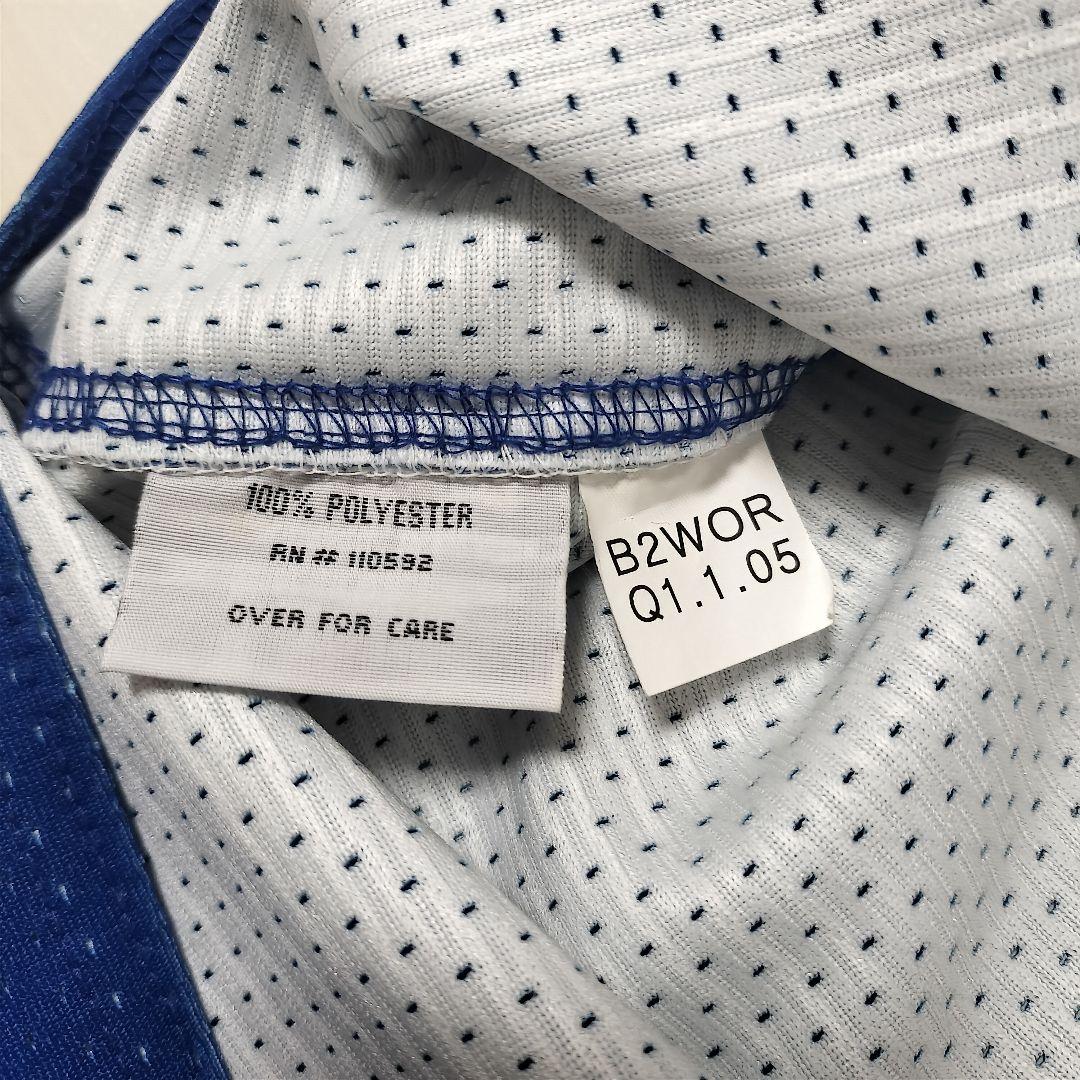 100% POLYESTER
RN # 110592
OVER FOR CARE
B2WOR
Q1.1.05